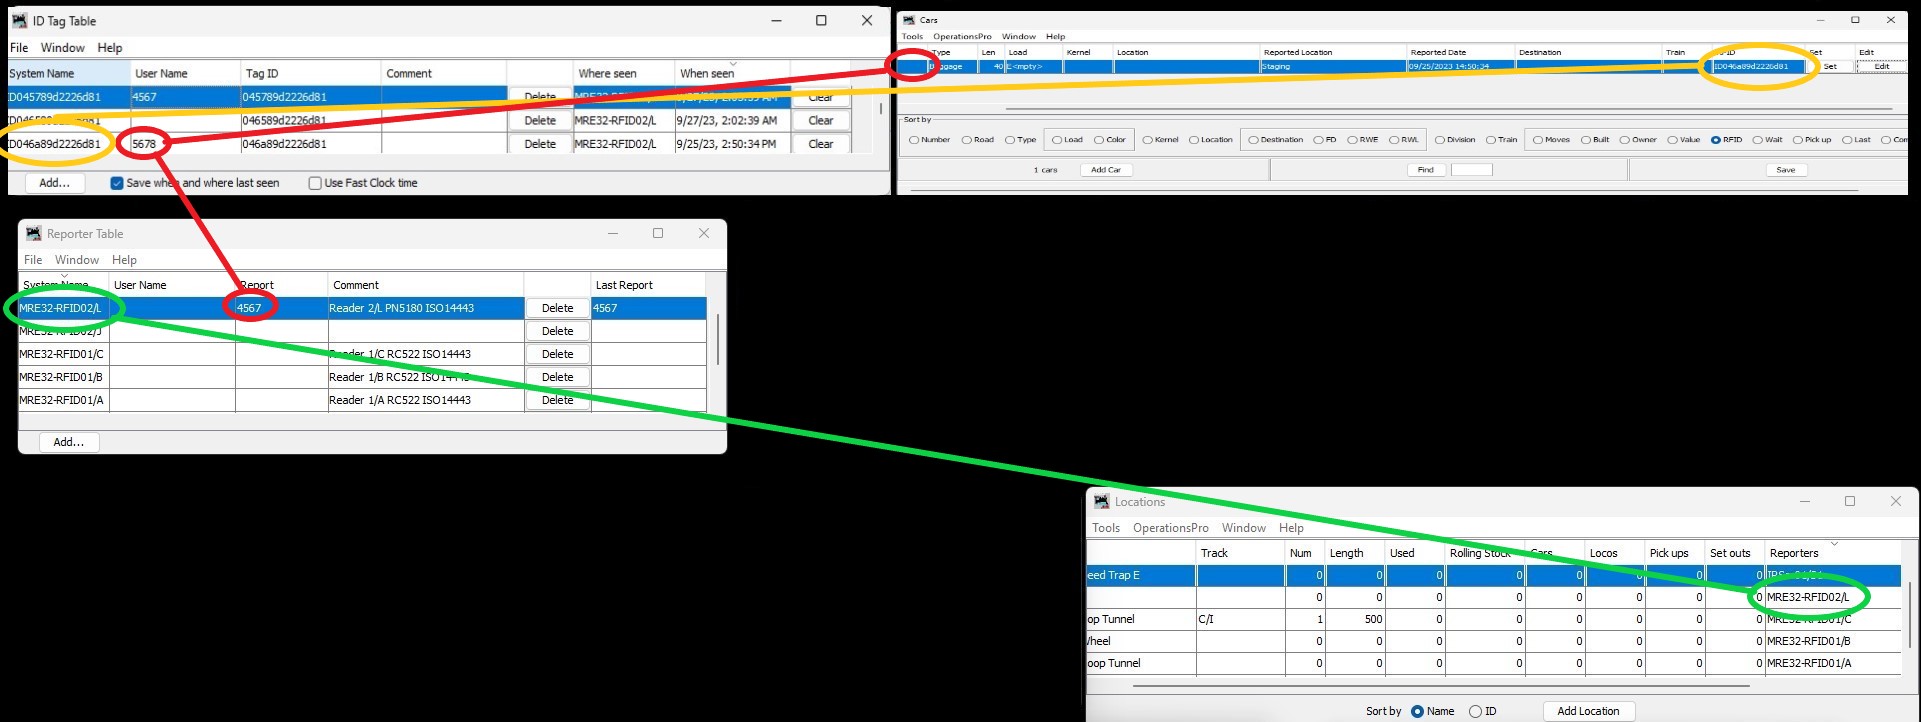 ID Tag Table
File Window Help
System Name User Name Tag ID Comment Where seen When seen
ID045789d2226d81 4567 045789d2226d81 Delete MRE32-RFID02/L Clear
ID046589d2226d81 046589d2226d81 Delete MRE32-RFID02/L 9/27/23, 2:02:39 AM Clear
ID046a89d2226d81 5678 046a89d2226d81 Delete MRE32-RFID02/L 9/25/23, 2:50:34 PM Clear
Add... Save when and where last seen Use Fast Clock time
Cars
Tools OperationsPro Window Help
Type Len Load Kernel Location Reported Location Reported Date Destination Train Set Edit
Baggage 40 E<mpty> Staging 09/25/2023 14:50:34 ID046a89d2226d81 Set Edit
Sort by
Number Road Type Load Color Kernel Location Destination FD RWE RWL Division Train Moves Built Owner Value RFID Wait Pick up Last Com
1 cars Add Car Find Save
Reporter Table
File Window Help
System Name User Name Report Comment Last Report
MRE32-RFID02/L 4567 Reader 2/L PN5180 ISO14443 Delete 4567
MRE32-RFID02/J Delete
MRE32-RFID01/C Reader 1/C RC522 ISO14443 Delete
MRE32-RFID01/B Reader 1/B RC522 ISO14443 Delete
MRE32-RFID01/A Reader 1/A RC522 ISO14443 Delete
Add...
Locations
Tools OperationsPro Window Help
Track Num Length Used Rolling Stock Cars Locos Pick ups Set outs Reporters
eed Trap E 0 0 0 0 0 0 0 0
0 0 0 0 0 0 0 0 MRE32-RFID02/L
op Tunnel C/I 1 500 0 0 0 0 0 0 MRE32-RFID01/C
heel 0 0 0 0 0 0 0 0 MRE32-RFID01/B
oop Tunnel 0 0 0 0 0 0 0 0 MRE32-RFID01/A
Sort by Name ID Add Location